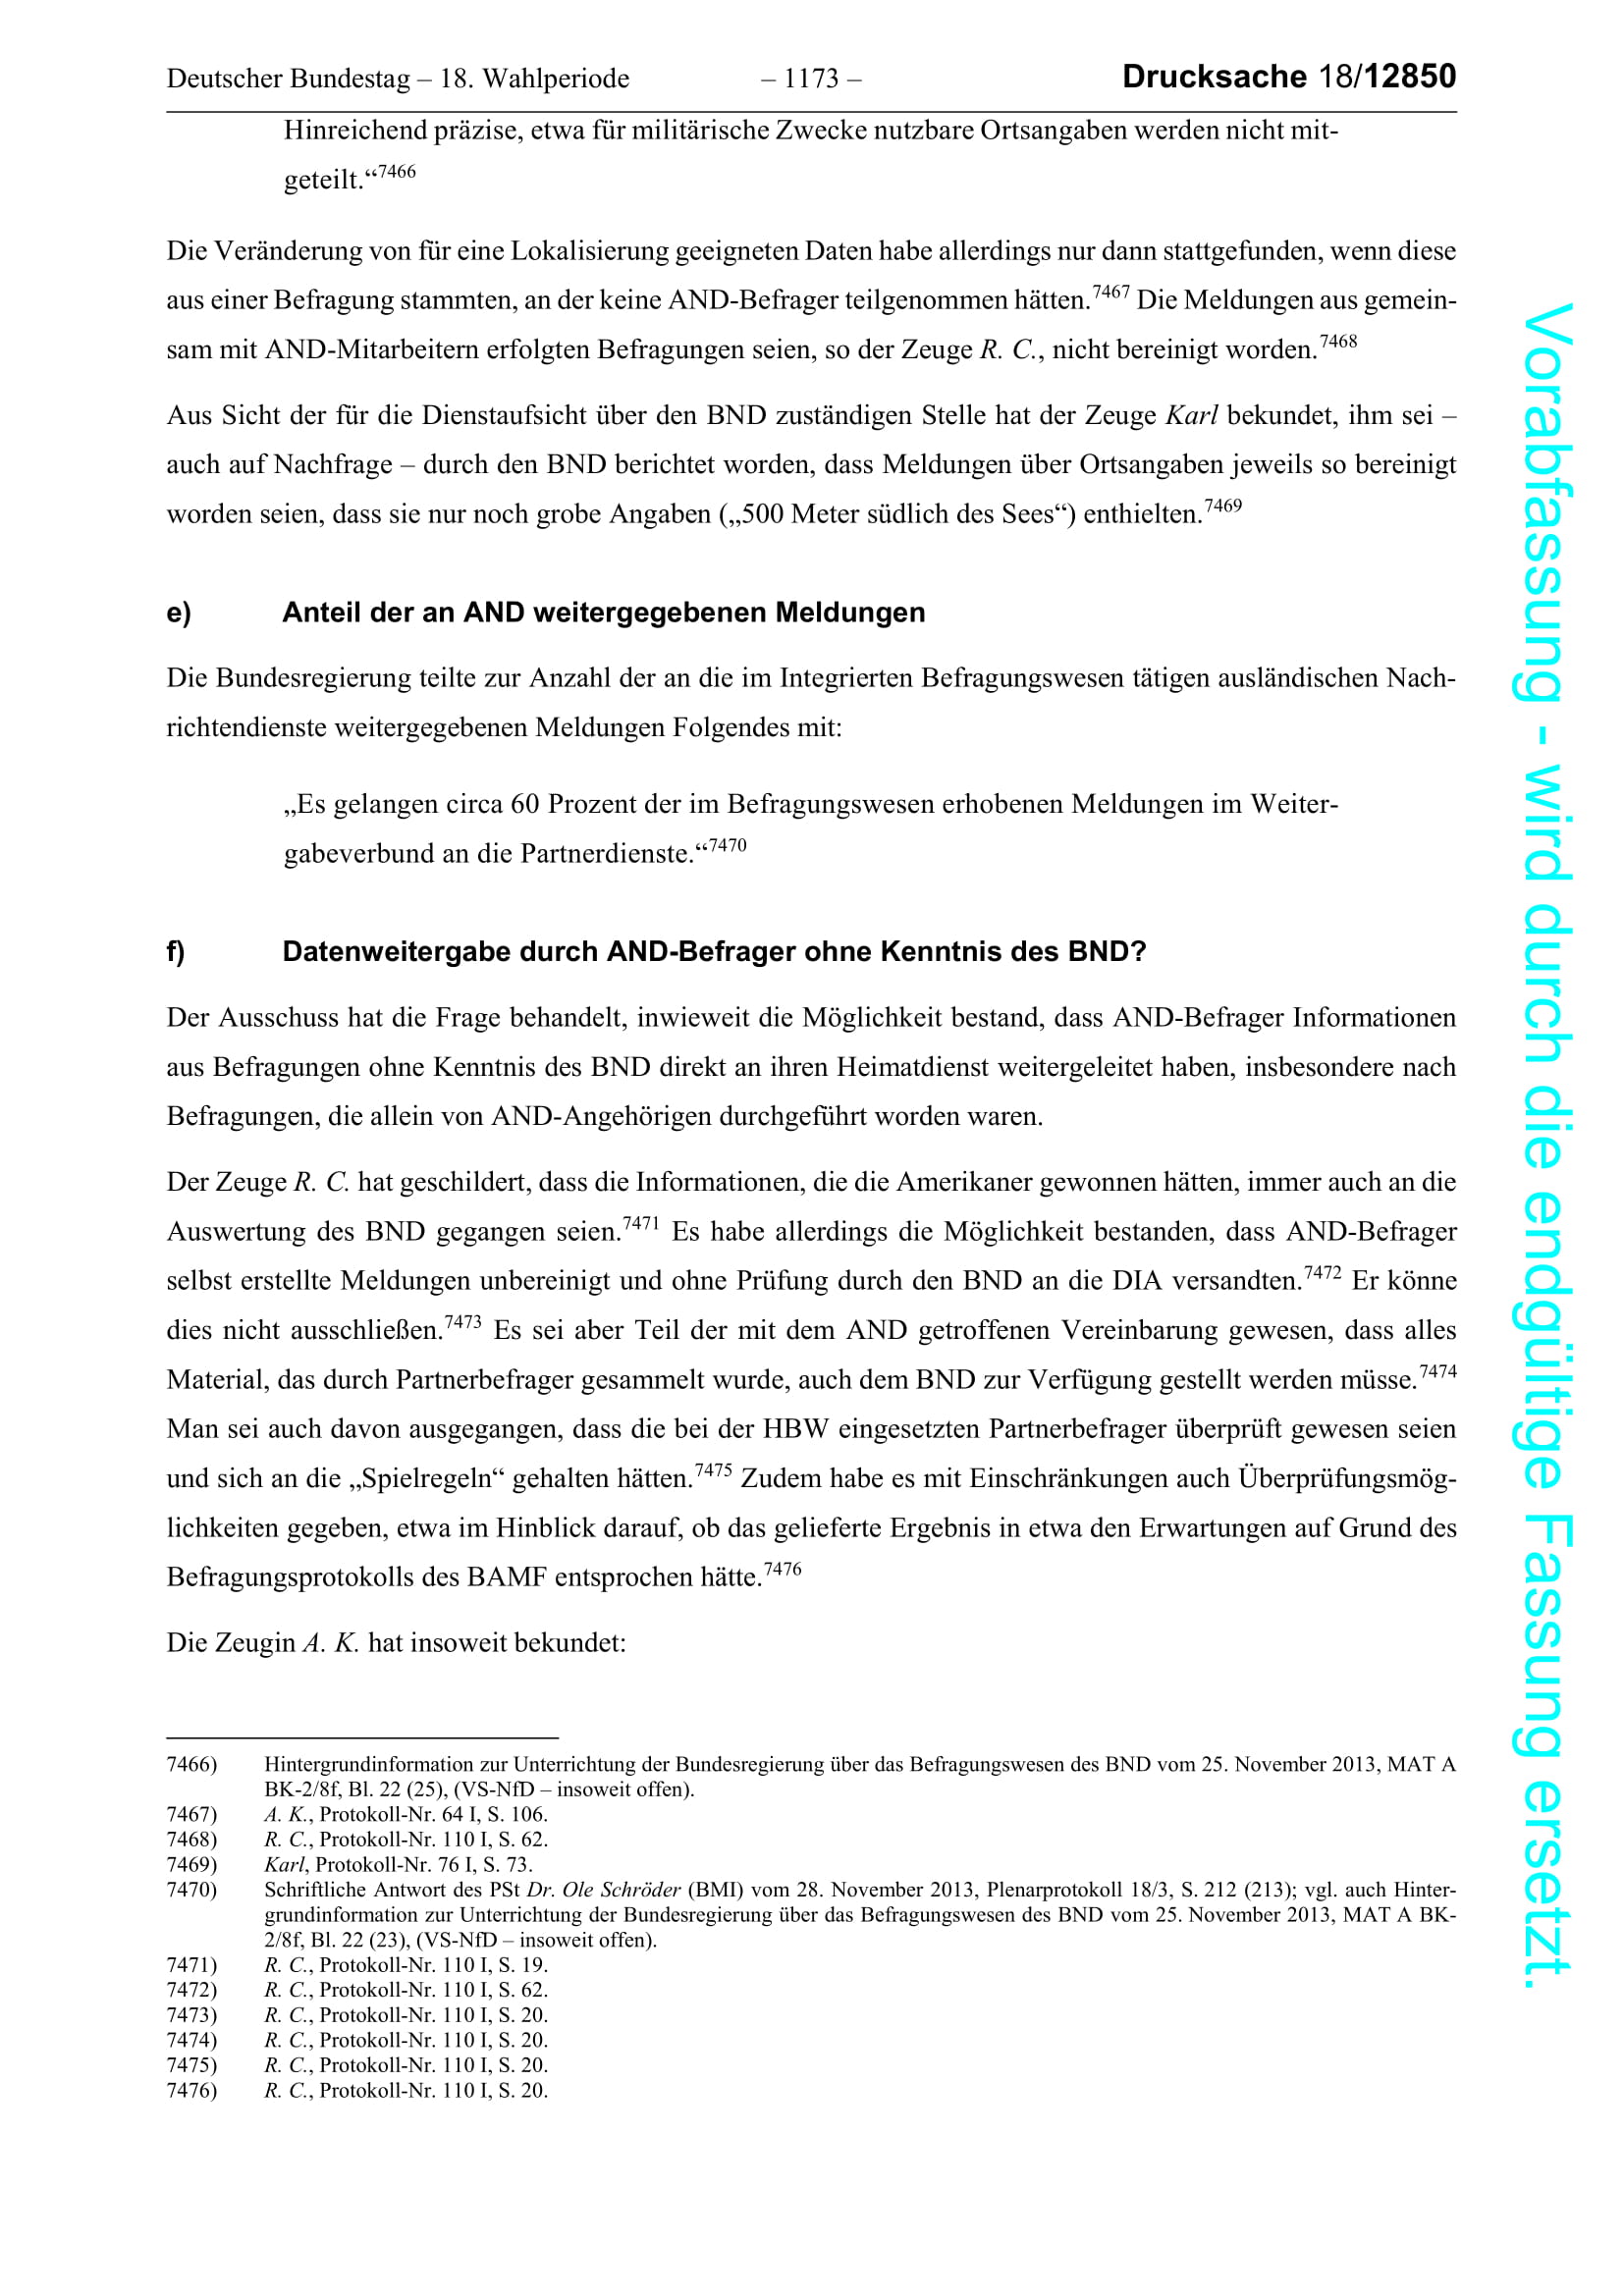 Deutscher Bundestag – 18. Wahlperiode – 1173 – Drucksache 18/12850
Hinreichend präzise, etwa für militärische Zwecke nutzbare Ortsangaben werden nicht mit-
geteilt.“7466
Die Veränderung von für eine Lokalisierung geeigneten Daten habe allerdings nur dann stattgefunden, wenn diese
aus einer Befragung stammten, an der keine AND-Befrager teilgenommen hätten.7467 Die Meldungen aus gemein-
sam mit AND-Mitarbeitern erfolgten Befragungen seien, so der Zeuge R. C., nicht bereinigt worden.7468
Aus Sicht der für die Dienstaufsicht über den BND zuständigen Stelle hat der Zeuge Karl bekundet, ihm sei –
auch auf Nachfrage – durch den BND berichtet worden, dass Meldungen über Ortsangaben jeweils so bereinigt
worden seien, dass sie nur noch grobe Angaben („500 Meter südlich des Sees“) enthielten.7469
e) Anteil der an AND weitergegebenen Meldungen
Die Bundesregierung teilte zur Anzahl der an die im Integrierten Befragungswesen tätigen ausländischen Nach-
richtendienste weitergegebenen Meldungen Folgendes mit:
„Es gelangen circa 60 Prozent der im Befragungswesen erhobenen Meldungen im Weiter-
gabeverbund an die Partnerdienste.“7470
f) Datenweitergabe durch AND-Befrager ohne Kenntnis des BND?
Der Ausschuss hat die Frage behandelt, inwieweit die Möglichkeit bestand, dass AND-Befrager Informationen
aus Befragungen ohne Kenntnis des BND direkt an ihren Heimatdienst weitergeleitet haben, insbesondere nach
Befragungen, die allein von AND-Angehörigen durchgeführt worden waren.
Der Zeuge R. C. hat geschildert, dass die Informationen, die die Amerikaner gewonnen hätten, immer auch an die
Auswertung des BND gegangen seien.7471 Es habe allerdings die Möglichkeit bestanden, dass AND-Befrager
selbst erstellte Meldungen unbereinigt und ohne Prüfung durch den BND an die DIA versandten.7472 Er könne
dies nicht ausschließen.7473 Es sei aber Teil der mit dem AND getroffenen Vereinbarung gewesen, dass alles
Material, das durch Partnerbefrager gesammelt wurde, auch dem BND zur Verfügung gestellt werden müsse.7474
Man sei auch davon ausgegangen, dass die bei der HBW eingesetzten Partnerbefrager überprüft gewesen seien
und sich an die „Spielregeln“ gehalten hätten.7475 Zudem habe es mit Einschränkungen auch Überprüfungsmög-
lichkeiten gegeben, etwa im Hinblick darauf, ob das gelieferte Ergebnis in etwa den Erwartungen auf Grund des
Befragungsprotokolls des BAMF entsprochen hätte.7476
Die Zeugin A. K. hat insoweit bekundet:
7466) Hintergrundinformation zur Unterrichtung der Bundesregierung über das Befragungswesen des BND vom 25. November 2013, MAT A
BK-2/8f, Bl. 22 (25), (VS-NfD – insoweit offen).
7467) A. K., Protokoll-Nr. 64 I, S. 106.
7468) R. C., Protokoll-Nr. 110 I, S. 62.
7469) Karl, Protokoll-Nr. 76 I, S. 73.
7470) Schriftliche Antwort des PSt Dr. Ole Schröder (BMI) vom 28. November 2013, Plenarprotokoll 18/3, S. 212 (213); vgl. auch Hinter-
grundinformation zur Unterrichtung der Bundesregierung über das Befragungswesen des BND vom 25. November 2013, MAT A BK-
2/8f, Bl. 22 (23), (VS-NfD – insoweit offen).
7471) R. C., Protokoll-Nr. 110 I, S. 19.
7472) R. C., Protokoll-Nr. 110 I, S. 62.
7473) R. C., Protokoll-Nr. 110 I, S. 20.
7474) R. C., Protokoll-Nr. 110 I, S. 20.
7475) R. C., Protokoll-Nr. 110 I, S. 20.
7476) R. C., Protokoll-Nr. 110 I, S. 20.
Vorabfassung - wird durch die endgültige Fassung ersetzt.